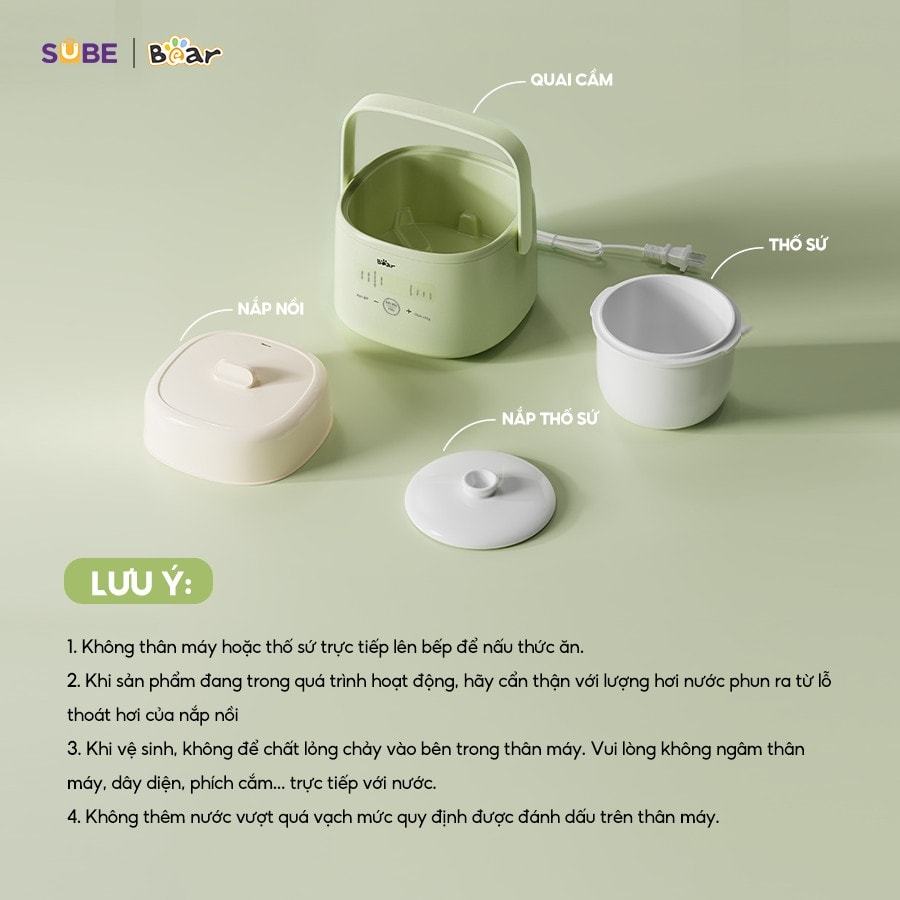 SUBE | Bear
QUAI CẦM
THỐ SỨ
Bear
NẮP NỒI
NẮP THỐ SỨ
LƯU Ý:
1. Không thân máy hoặc thố sứ trực tiếp lên bếp để nấu thức ăn.
2. Khi sản phẩm đang trong quá trình hoạt động, hãy cẩn thận với lượng hơi nước phun ra từ lỗ
thoát hơi của nắp nồi
3. Khi vệ sinh, không để chất lỏng chảy vào bên trong thân máy. Vui lòng không ngâm thân
máy, dây diện, phích cắm... trực tiếp với nước.
4. Không thêm nước vượt quá vạch mức quy định được đánh dấu trên thân máy.